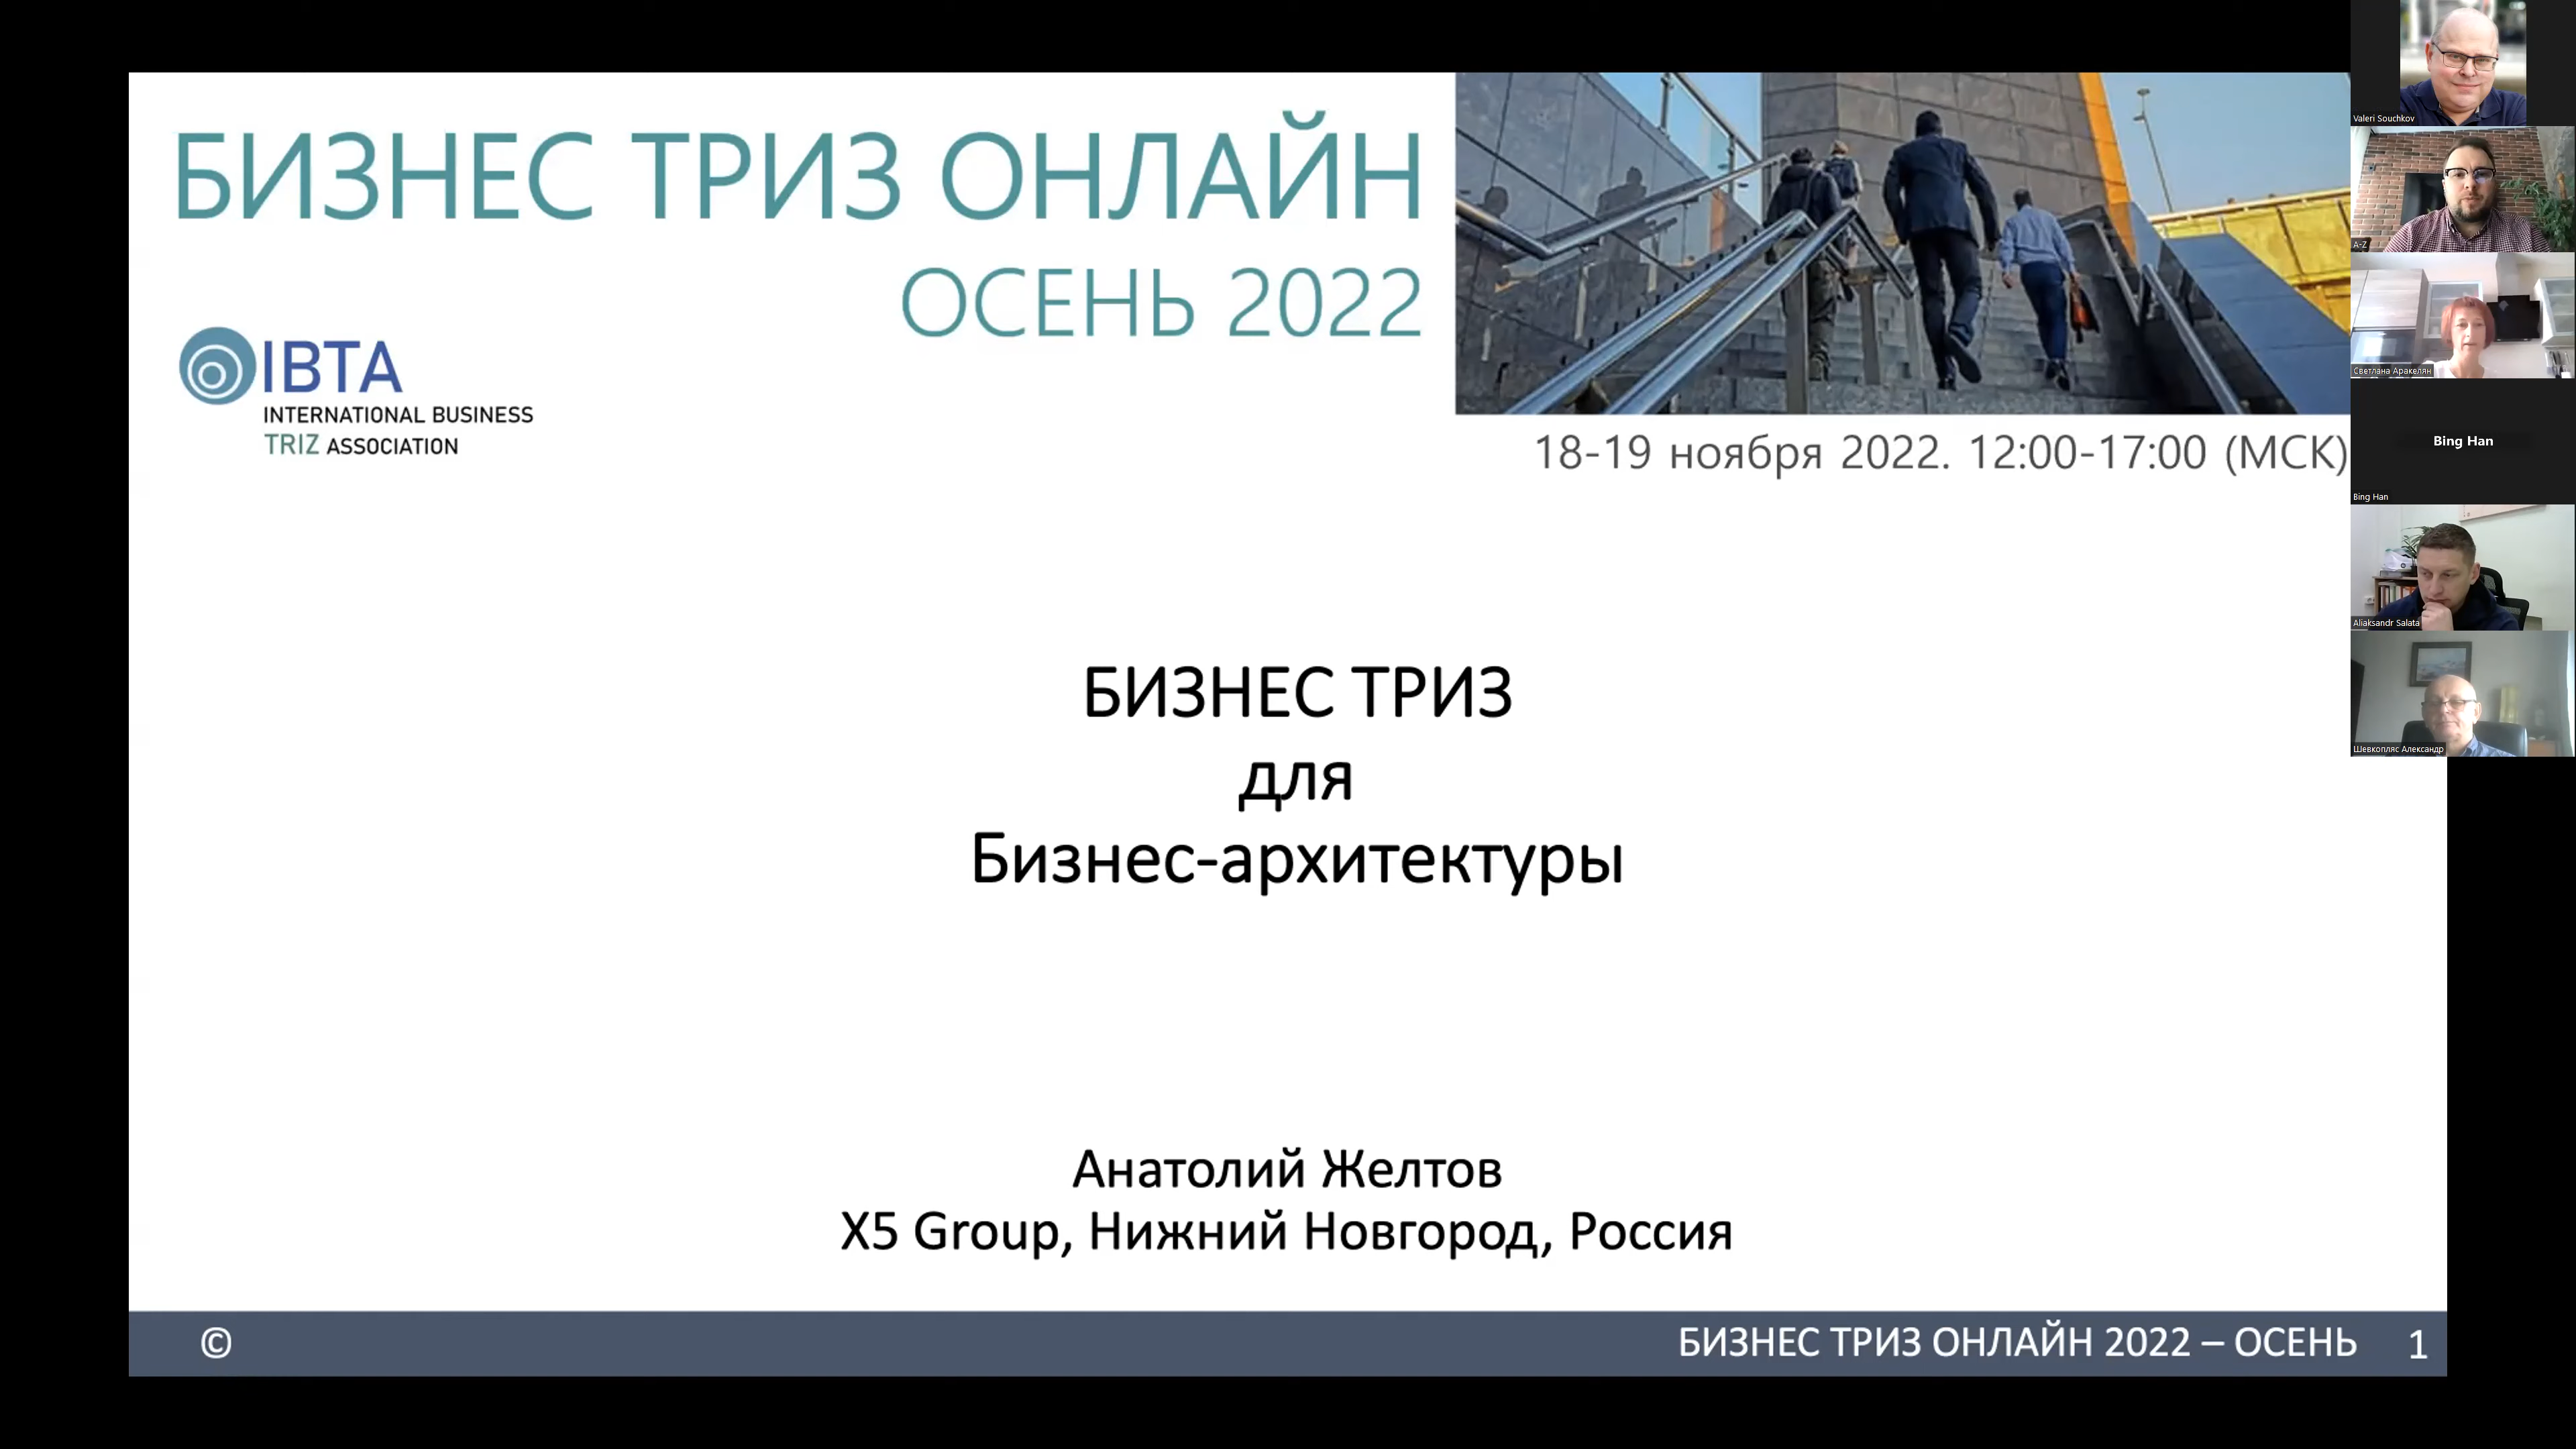 БИЗНЕС ТРИЗ ОНЛАЙН
ОСЕНЬ 2022
IBTA
INTERNATIONAL BUSINESS
TRIZ ASSOCIATION
18-19 ноября 2022. 12:00-17:00 (МСК)
БИЗНЕС ТРИЗ
для
Бизнес-архитектуры
Анатолий Желтов
X5 Group, Нижний Новгород, Россия
©
БИЗНЕС ТРИЗ ОНЛАЙН 2022 – ОСЕНЬ
1
Valeri Souchkov
A-Z
Светлана Аракелян
Bing Han
Bing Han
Aliaksandr Salata
Шевкопляс Александр